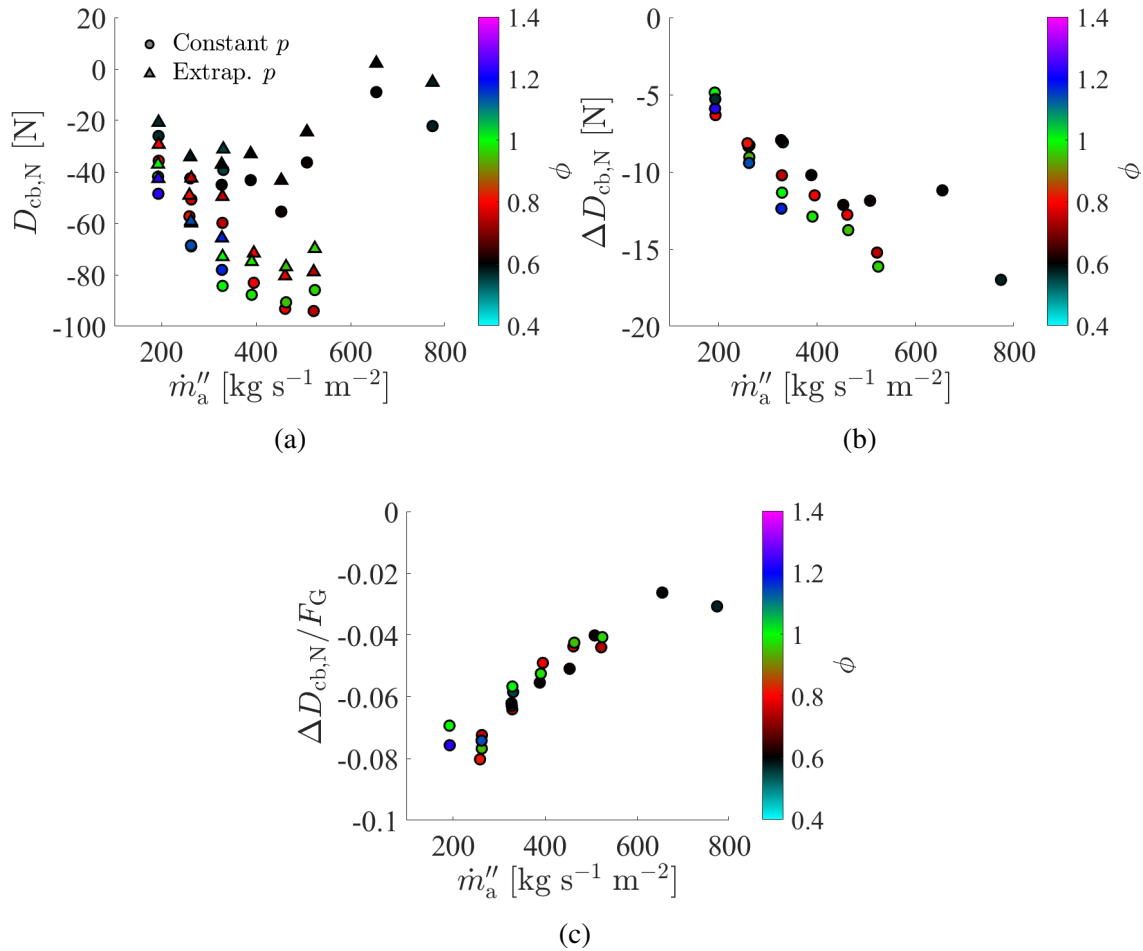 20
0
-20
-40
-60
-80
-100
D_cb,N [N]
Constant p
Extrap. p
200 400 600 800
ṁ″_a [kg s⁻¹ m⁻²]
1.4
1.2
1
0.8
0.6
0.4
ϕ
(a)
0
-5
-10
-15
-20
ΔD_cb,N [N]
200 400 600 800
ṁ″_a [kg s⁻¹ m⁻²]
1.4
1.2
1
0.8
0.6
0.4
ϕ
(b)
0
-0.02
-0.04
-0.06
-0.08
-0.1
ΔD_cb,N/F_G
200 400 600 800
ṁ″_a [kg s⁻¹ m⁻²]
1.4
1.2
1
0.8
0.6
0.4
ϕ
(c)